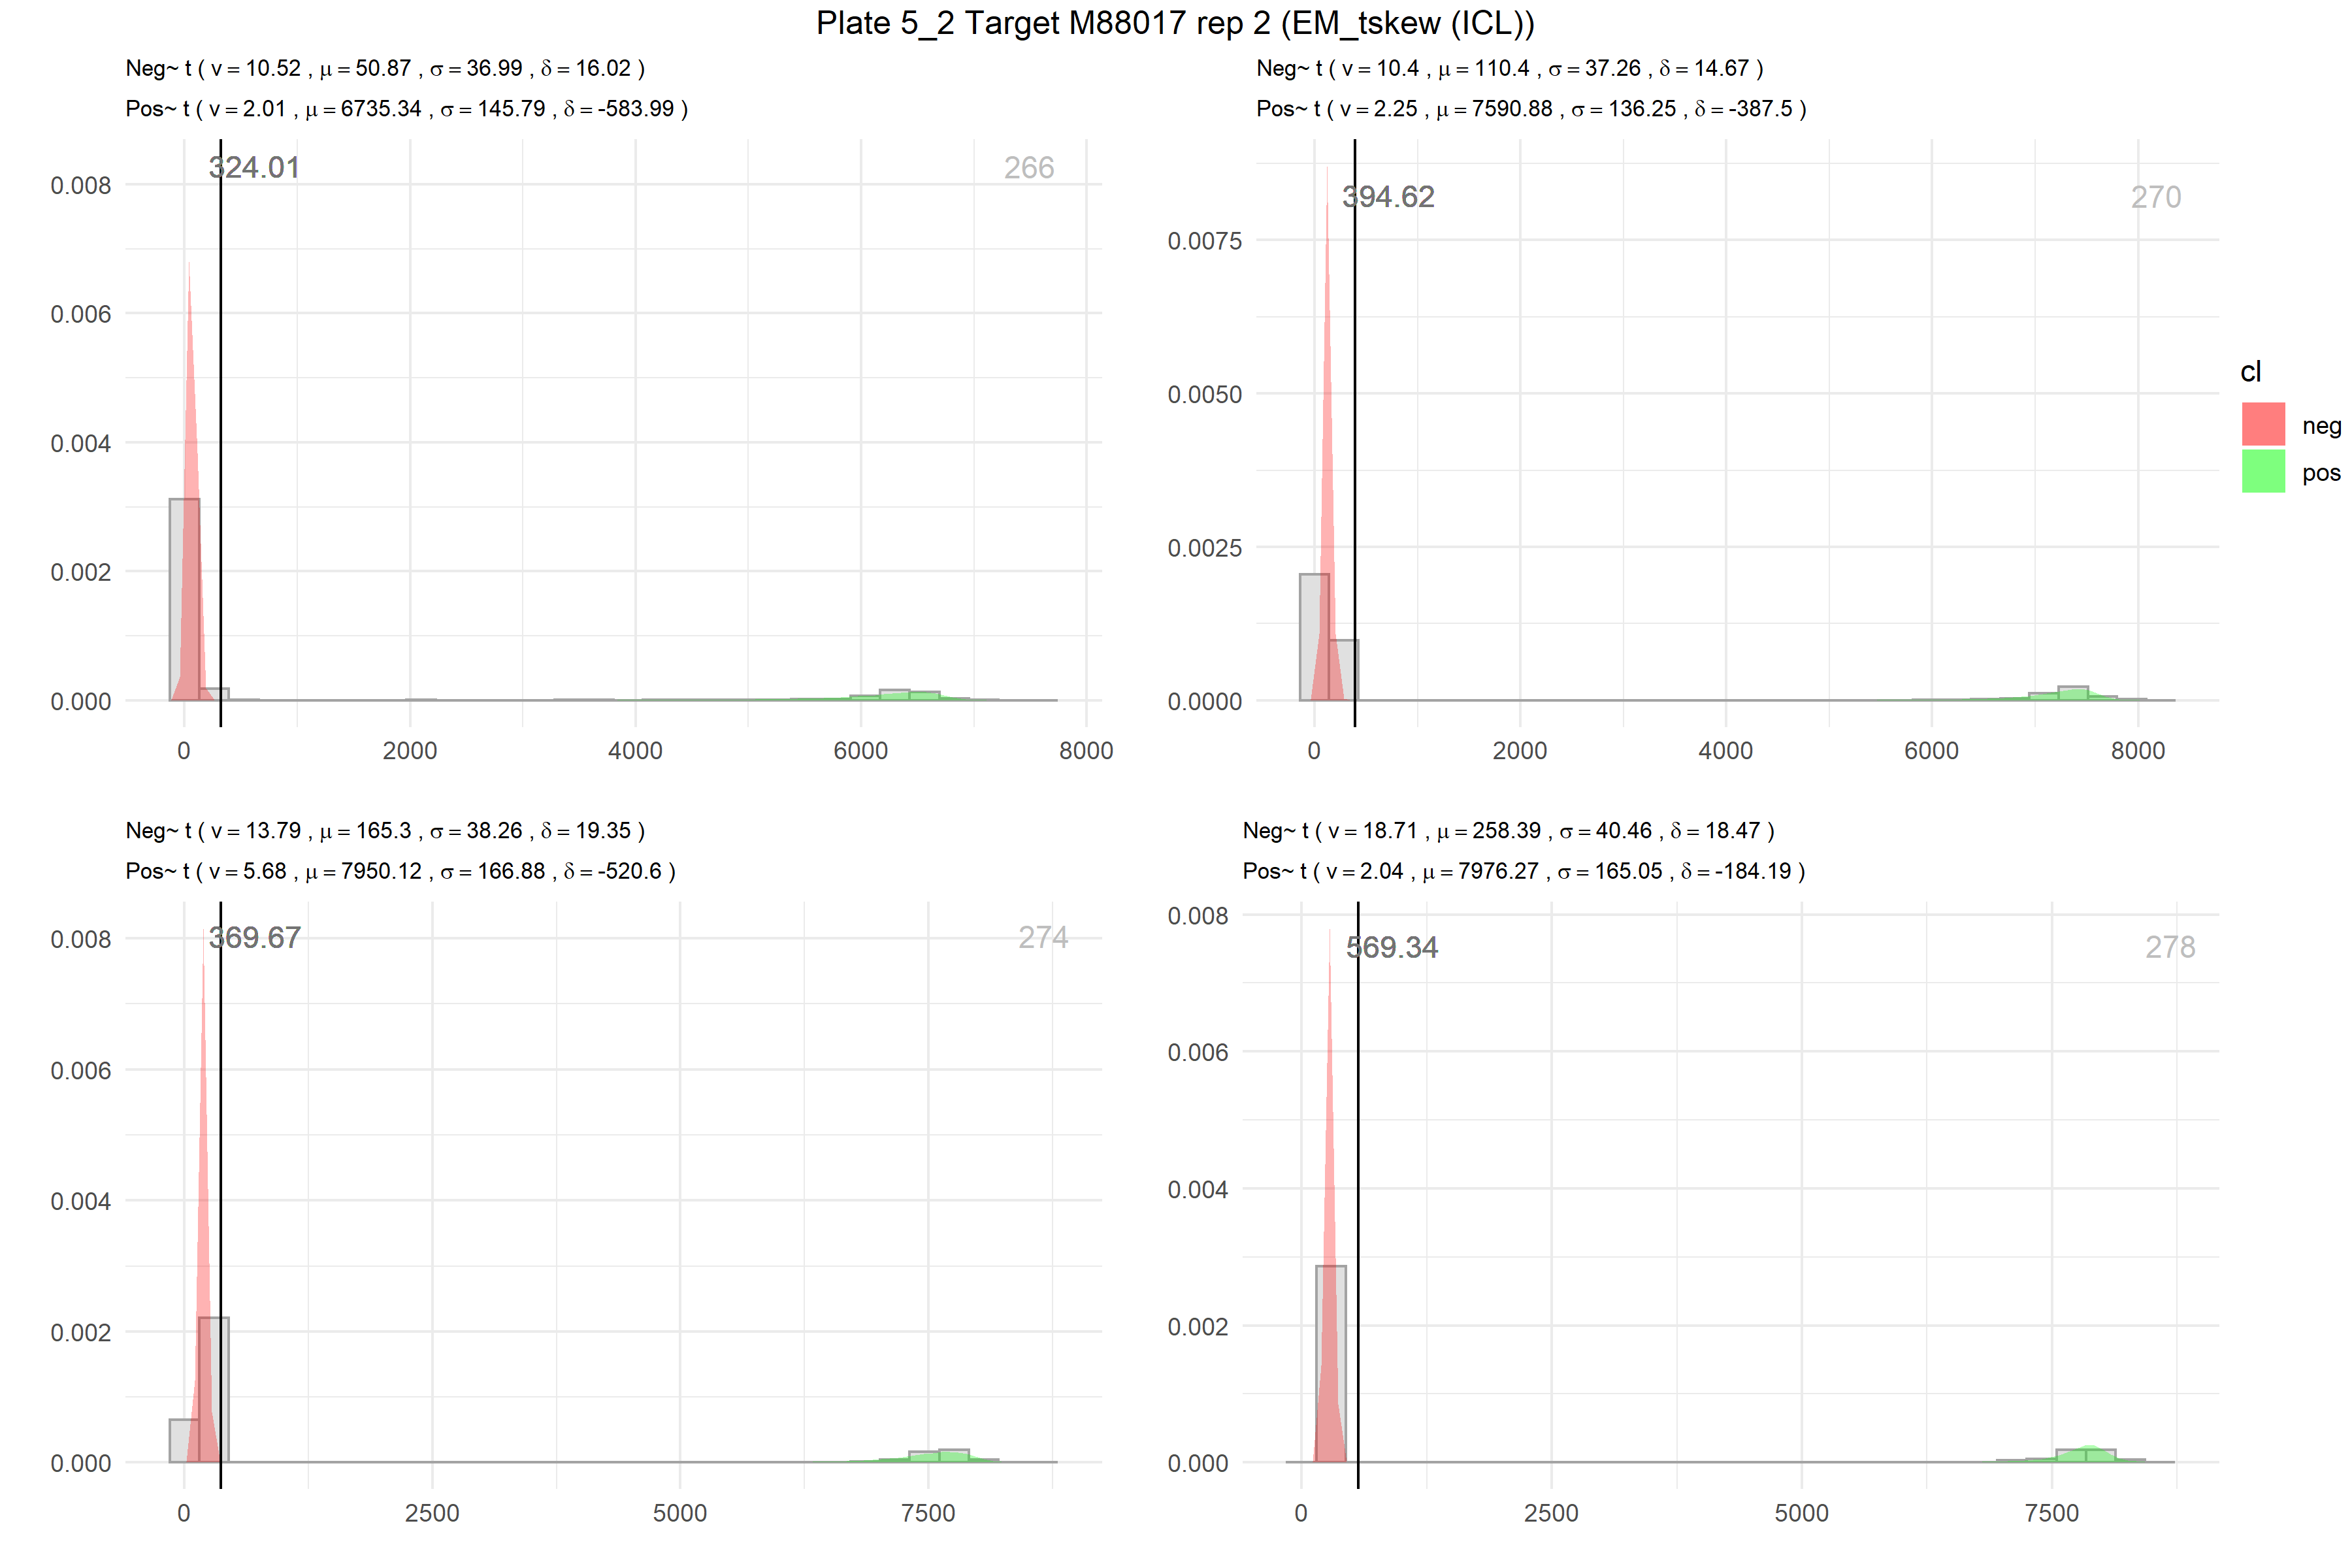 Plate 5_2 Target M88017 rep 2 (EM_tskew (ICL))
Neg~ t ( ν = 10.52 , μ = 50.87 , σ = 36.99 , δ = 16.02 )
Pos~ t ( ν = 2.01 , μ = 6735.34 , σ = 145.79 , δ = -583.99 )
324.01
266
0.008
0.006
0.004
0.002
0.000
0 2000 4000 6000 8000
Neg~ t ( ν = 10.4 , μ = 110.4 , σ = 37.26 , δ = 14.67 )
Pos~ t ( ν = 2.25 , μ = 7590.88 , σ = 136.25 , δ = -387.5 )
394.62
270
0.0075
0.0050
0.0025
0.0000
0 2000 4000 6000 8000
cl
neg
pos
Neg~ t ( ν = 13.79 , μ = 165.3 , σ = 38.26 , δ = 19.35 )
Pos~ t ( ν = 5.68 , μ = 7950.12 , σ = 166.88 , δ = -520.6 )
369.67
274
0.008
0.006
0.004
0.002
0.000
0 2500 5000 7500
Neg~ t ( ν = 18.71 , μ = 258.39 , σ = 40.46 , δ = 18.47 )
Pos~ t ( ν = 2.04 , μ = 7976.27 , σ = 165.05 , δ = -184.19 )
569.34
278
0.008
0.006
0.004
0.002
0.000
0 2500 5000 7500